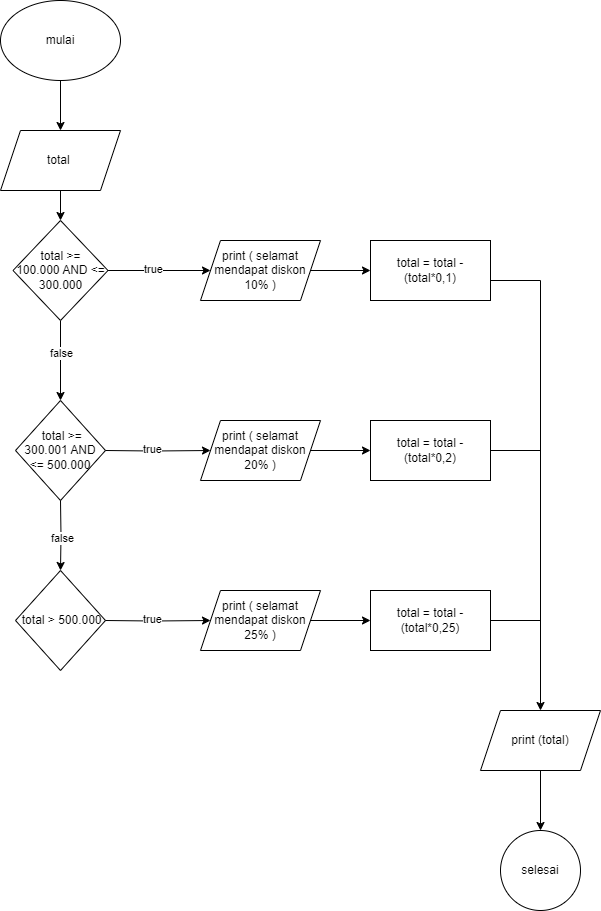 mulai
total
total >=
100.000 AND <=
300.000
true
print ( selamat
mendapat diskon
10% )
total = total -
(total*0,1)
false
total >=
300.001 AND
<= 500.000
true
print ( selamat
mendapat diskon
20% )
total = total -
(total*0,2)
false
total > 500.000
true
print ( selamat
mendapat diskon
25% )
total = total -
(total*0,25)
print (total)
selesai